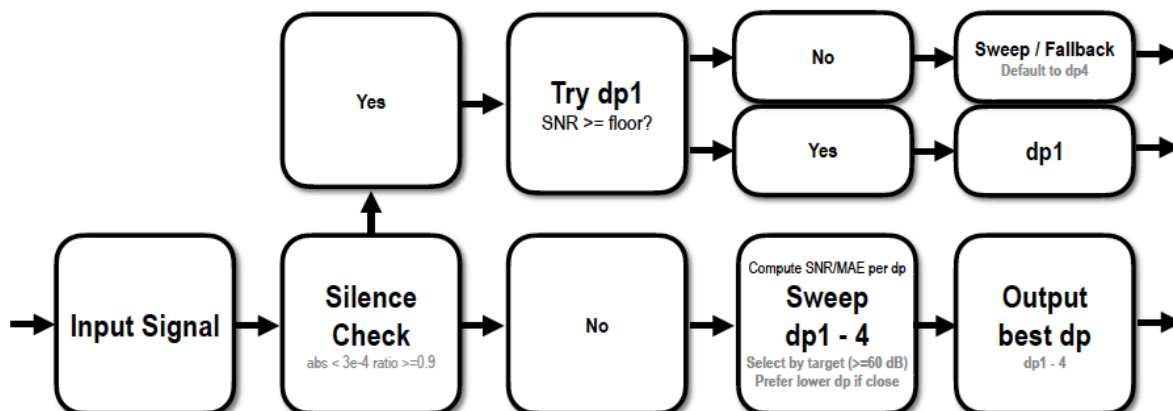 Yes
Try dp1
SNR >= floor?
No
Sweep / Fallback
Default to dp4
Yes
dp1
Input Signal
Silence
Check
abs < 3e-4 ratio >=0.9
No
Compute SNR/MAE per dp
Sweep
dp1 - 4
Select by target (>=60 dB)
Prefer lower dp if close
Output
best dp
dp1 - 4